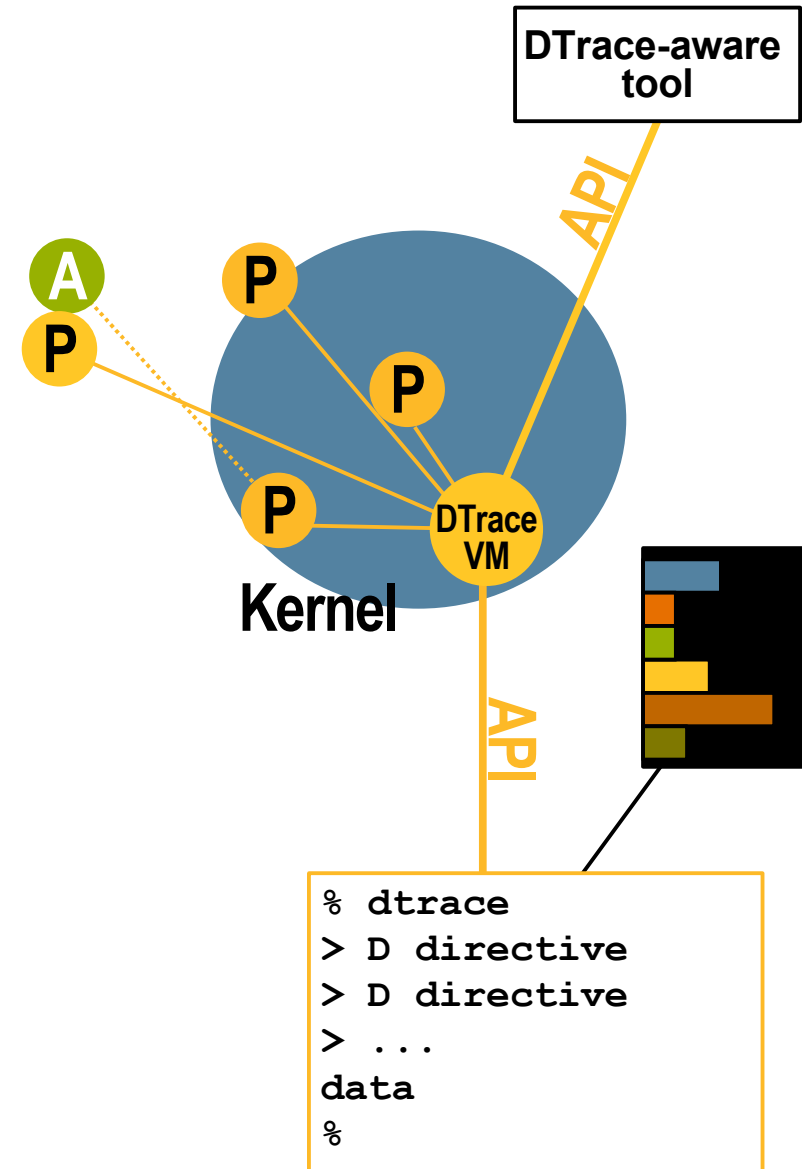 DTrace-aware
tool
API
A
P
P
P
P
DTrace
VM
Kernel
API
% dtrace
> D directive
> D directive
> ...
data
%